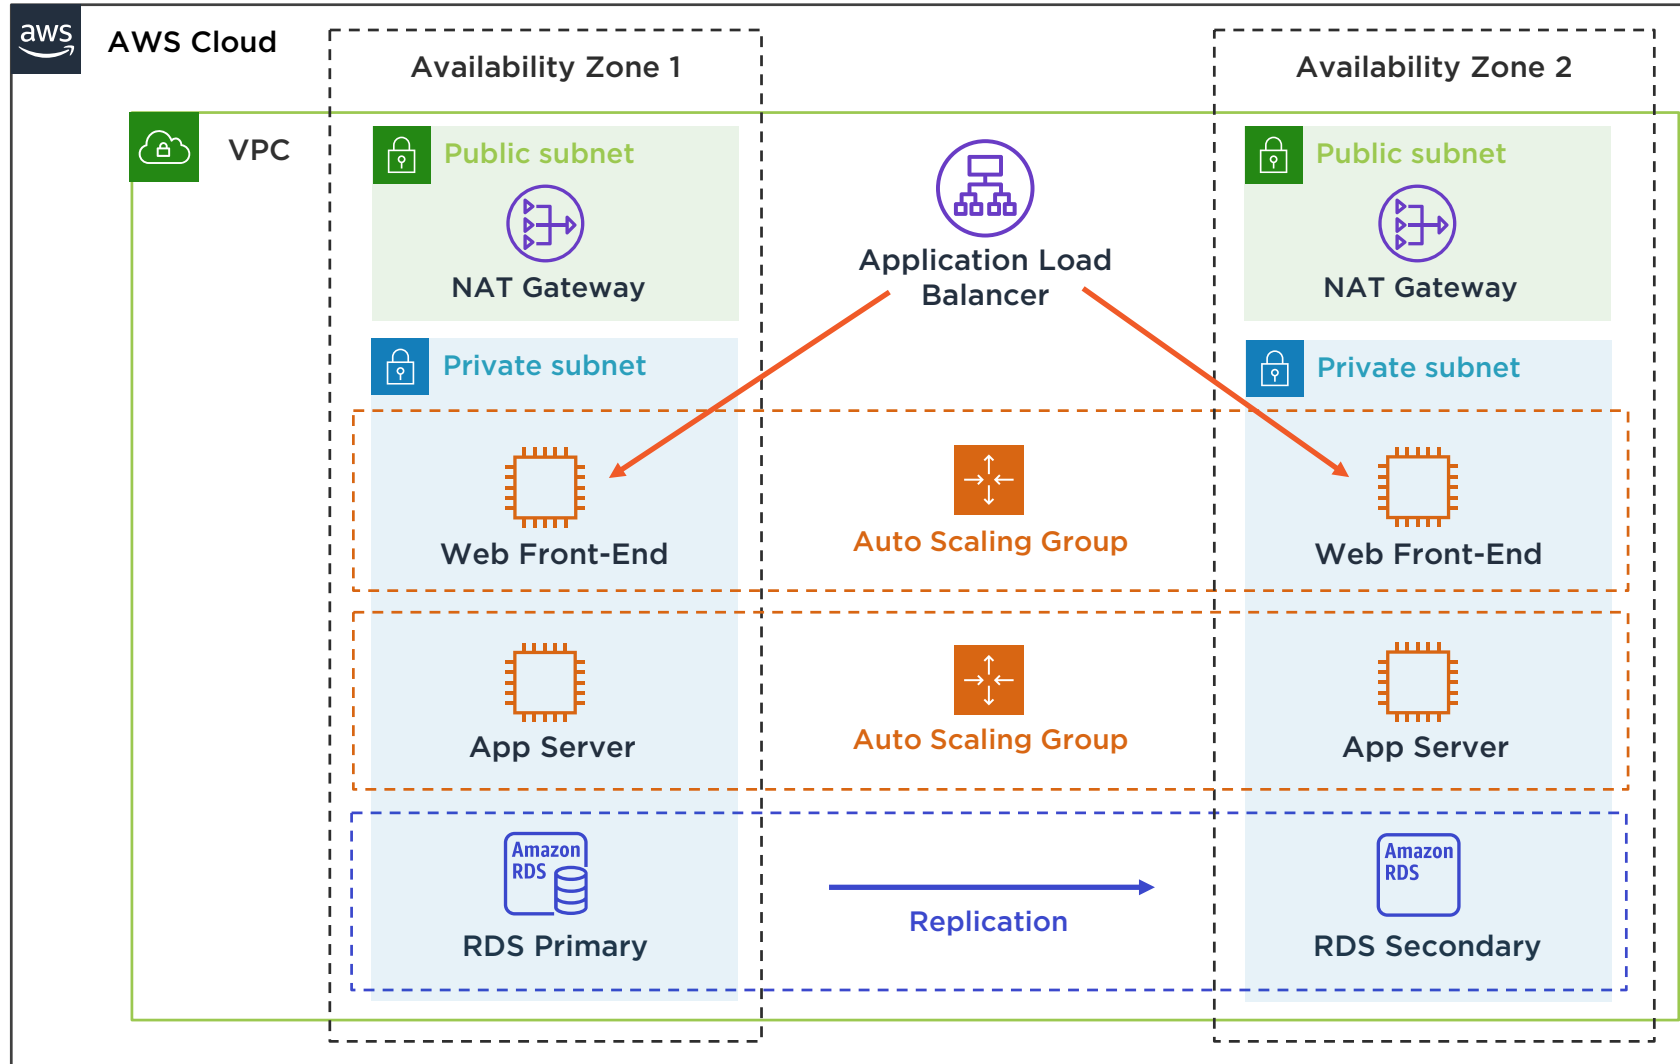 aws
AWS Cloud
Availability Zone 1
Availability Zone 2
VPC
Public subnet
NAT Gateway
Application Load
Balancer
Public subnet
NAT Gateway
Private subnet
Private subnet
Web Front-End
Auto Scaling Group
Web Front-End
App Server
Auto Scaling Group
App Server
Amazon
RDS
RDS Primary
Replication
Amazon
RDS
RDS Secondary